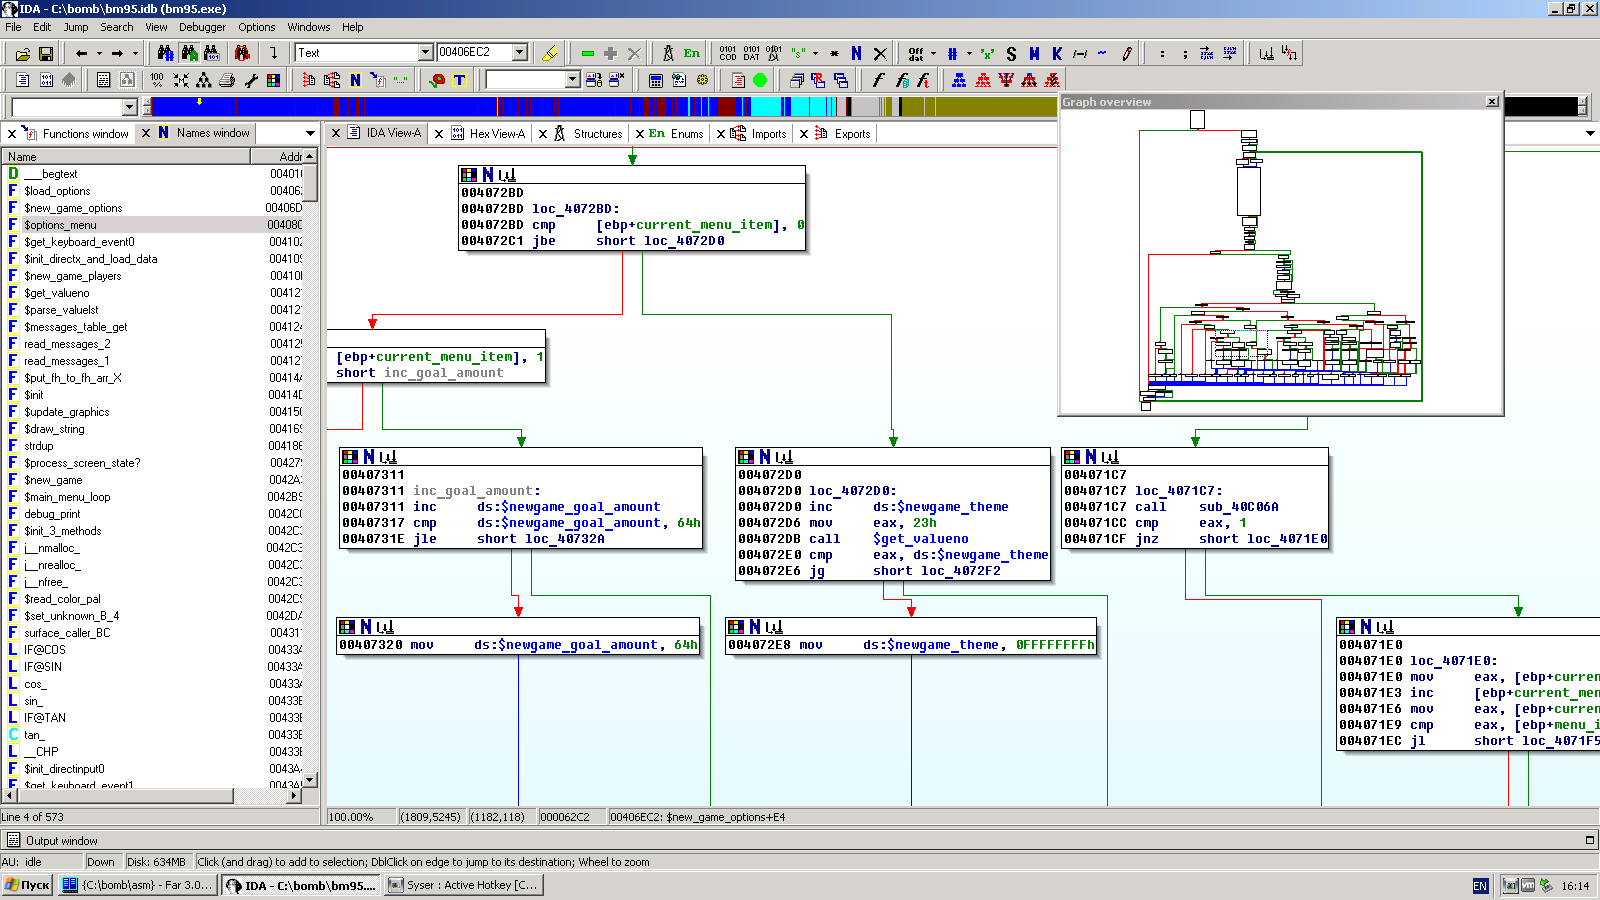 IDA - C:\bomb\bm95.idb (bm95.exe)
File Edit Jump Search View Debugger Options Windows Help
Text
00406EC2
En
Graph overview
Functions window
Names window
IDA View-A
Hex View-A
Structures
En Enums
Imports
Exports
Name Addr
D ___begtext 00401
F $load_options 00406
F $new_game_options 00406D
F $options_menu 00408C
F $get_keyboard_event0 00410
F $init_directx_and_load_data 00410
F $new_game_players 00410
F $get_valueno 00412
F $parse_valuelst 00412
F $messages_table_get 00412
F read_messages_2 00412
F read_messages_1 00412
F $put_fh_to_fh_arr_X 00414
F $init 00414
F $update_graphics 00415
F $draw_string 00416
F strdup 00418
F $process_screen_state? 00427
F $new_game 0042A
F $main_menu_loop 0042B
F debug_print 0042C
F $init_3_methods 0042C
F j__nmalloc_ 0042C
F j__nrealloc_ 0042C
F j__nfree_ 0042C
F $read_color_pal 0042C
F $set_unknown_B_4 0042D
F surface_caller_BC 00431
L IF@COS 00433
L IF@SIN 00433
L cos_ 00433
L sin_ 00433
L IF@TAN 00433
C tan_ 00433
L __CHP 00433
F $init_directinput0 0043A
F $get_keyboard_event1 0043A
Line 4 of 573
004072BD
004072BD loc_4072BD:
004072BD cmp [ebp+current_menu_item], 0
004072C1 jbe short loc_4072D0
[ebp+current_menu_item], 1
short inc_goal_amount
00407311
00407311 inc_goal_amount:
00407311 inc ds:$newgame_goal_amount
00407317 cmp ds:$newgame_goal_amount, 64h
0040731E jle short loc_40732A
004072D0
004072D0 loc_4072D0:
004072D0 inc ds:$newgame_theme
004072D6 mov eax, 23h
004072DB call $get_valueno
004072E0 cmp eax, ds:$newgame_theme
004072E6 jg short loc_4072F2
004071C7
004071C7 loc_4071C7:
004071C7 call sub_40C06A
004071CC cmp eax, 1
004071CF jnz short loc_4071E0
00407320 mov ds:$newgame_goal_amount, 64h
004072E8 mov ds:$newgame_theme, 0FFFFFFFFh
004071E0
004071E0 loc_4071E0:
004071E0 mov eax, [ebp+curren
004071E3 inc [ebp+current_men
004071E6 mov eax, [ebp+curren
004071E9 cmp eax, [ebp+menu_i
004071EC jl short loc_4071F5
100.00% (1809,5245) (1182,118) 000062C2 00406EC2: $new_game_options+E4
Output window
AU: idle Down Disk: 634MB Click (and drag) to add to selection; DblClick on edge to jump to its destination; Wheel to zoom
Пуск
{C:\bomb\asm} - Far 3.0...
IDA - C:\bomb\bm95....
Syser : Active Hotkey [C...
EN
16:14